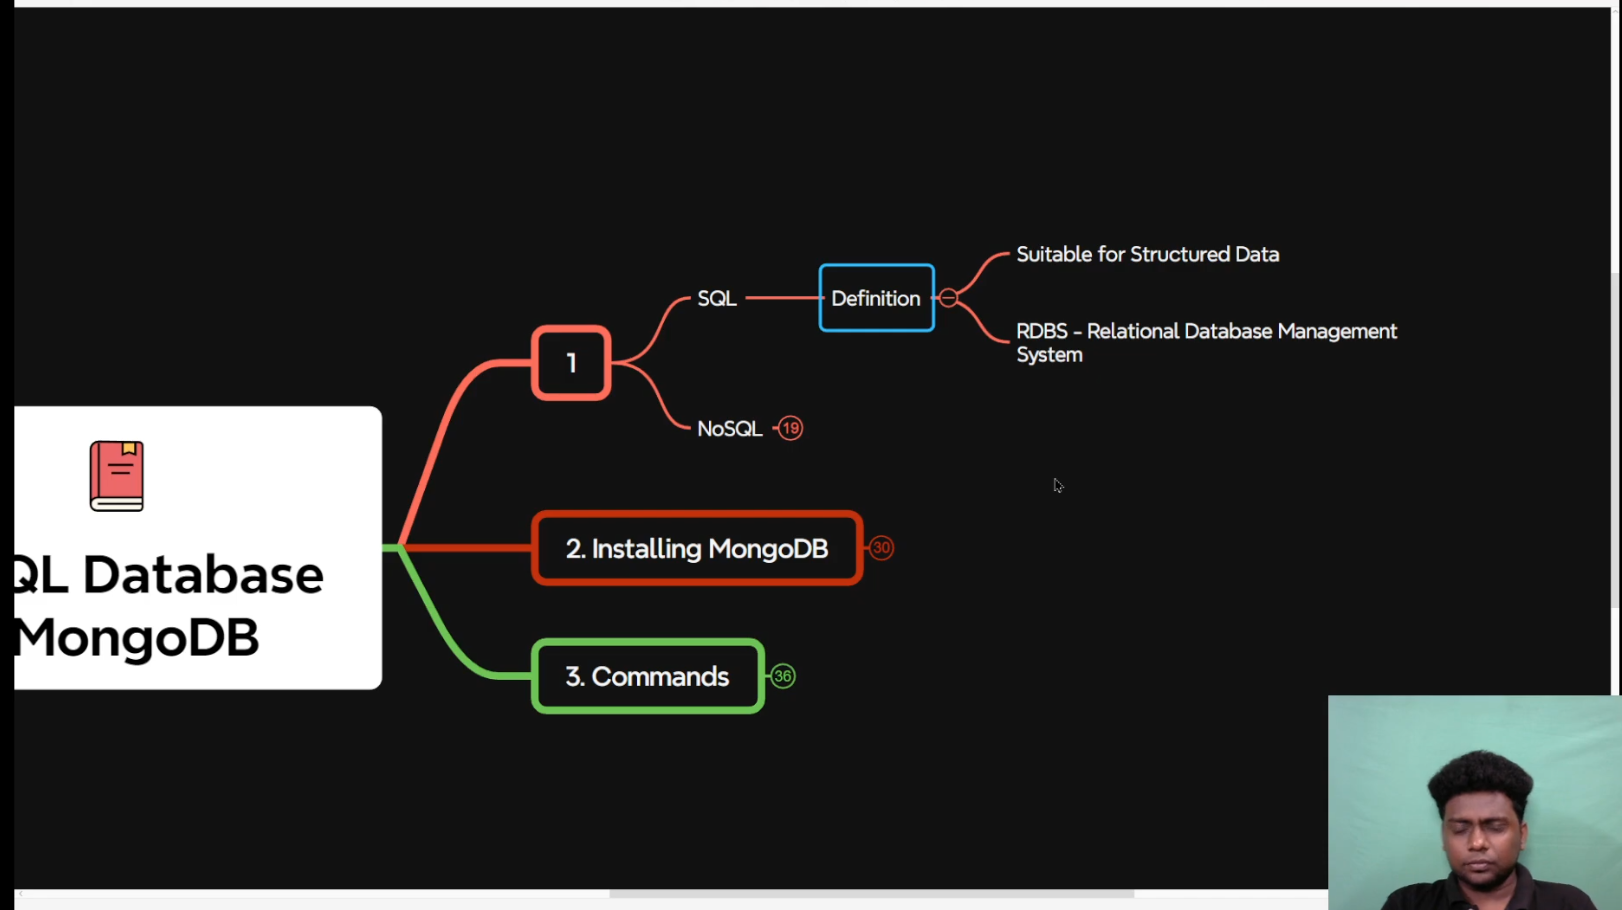 Suitable for Structured Data
SQL
Definition
RDBS - Relational Database Management
System
1
NoSQL
19
2. Installing MongoDB
30
QL Database
MongoDB
3. Commands
36